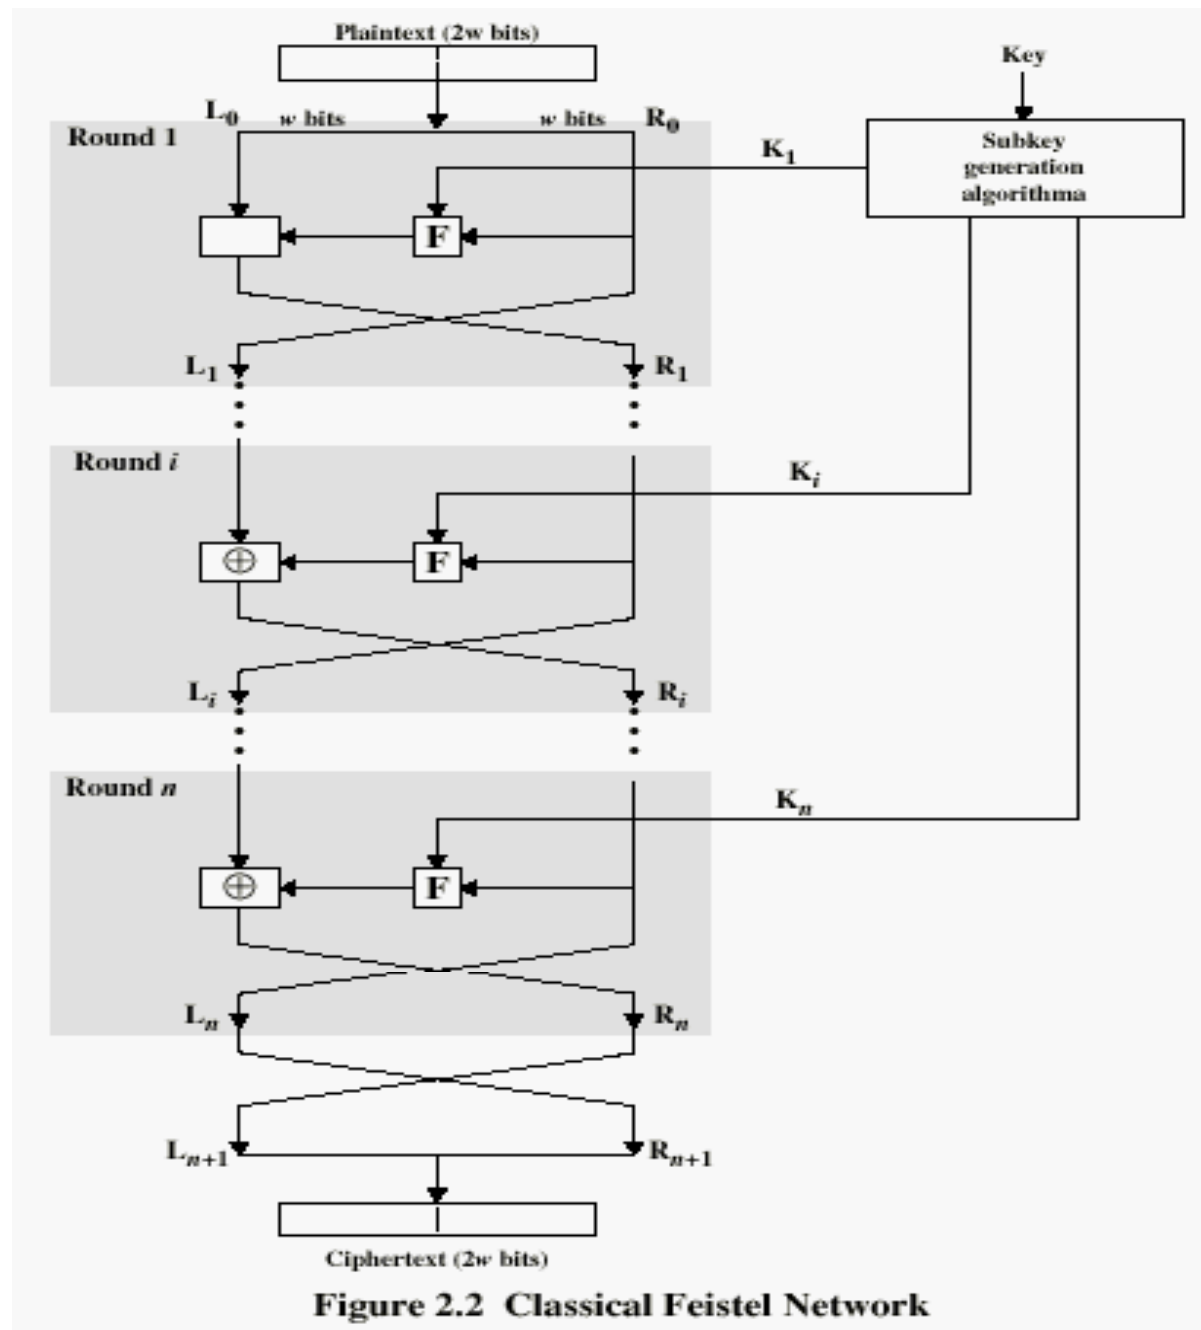 Plaintext (2w bits)
Key
L0 w bits w bits R0
Round 1
K1
Subkey
generation
algorithma
F
L1 R1
Round i
Ki
⊕ F
Li Ri
Round n
Kn
⊕ F
Ln Rn
Ln+1 Rn+1
Ciphertext (2w bits)
Figure 2.2 Classical Feistel Network